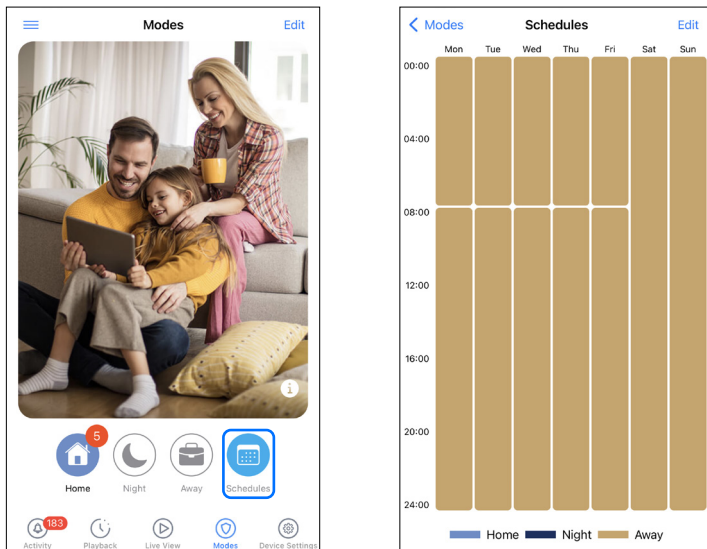 Modes
Edit
5
Home
Night
Away
Schedules
183
Activity
Playback
Live View
Modes
Device Settings
Modes
Schedules
Edit
Mon Tue Wed Thu Fri Sat Sun
00:00
04:00
08:00
12:00
16:00
20:00
24:00
Home
Night
Away